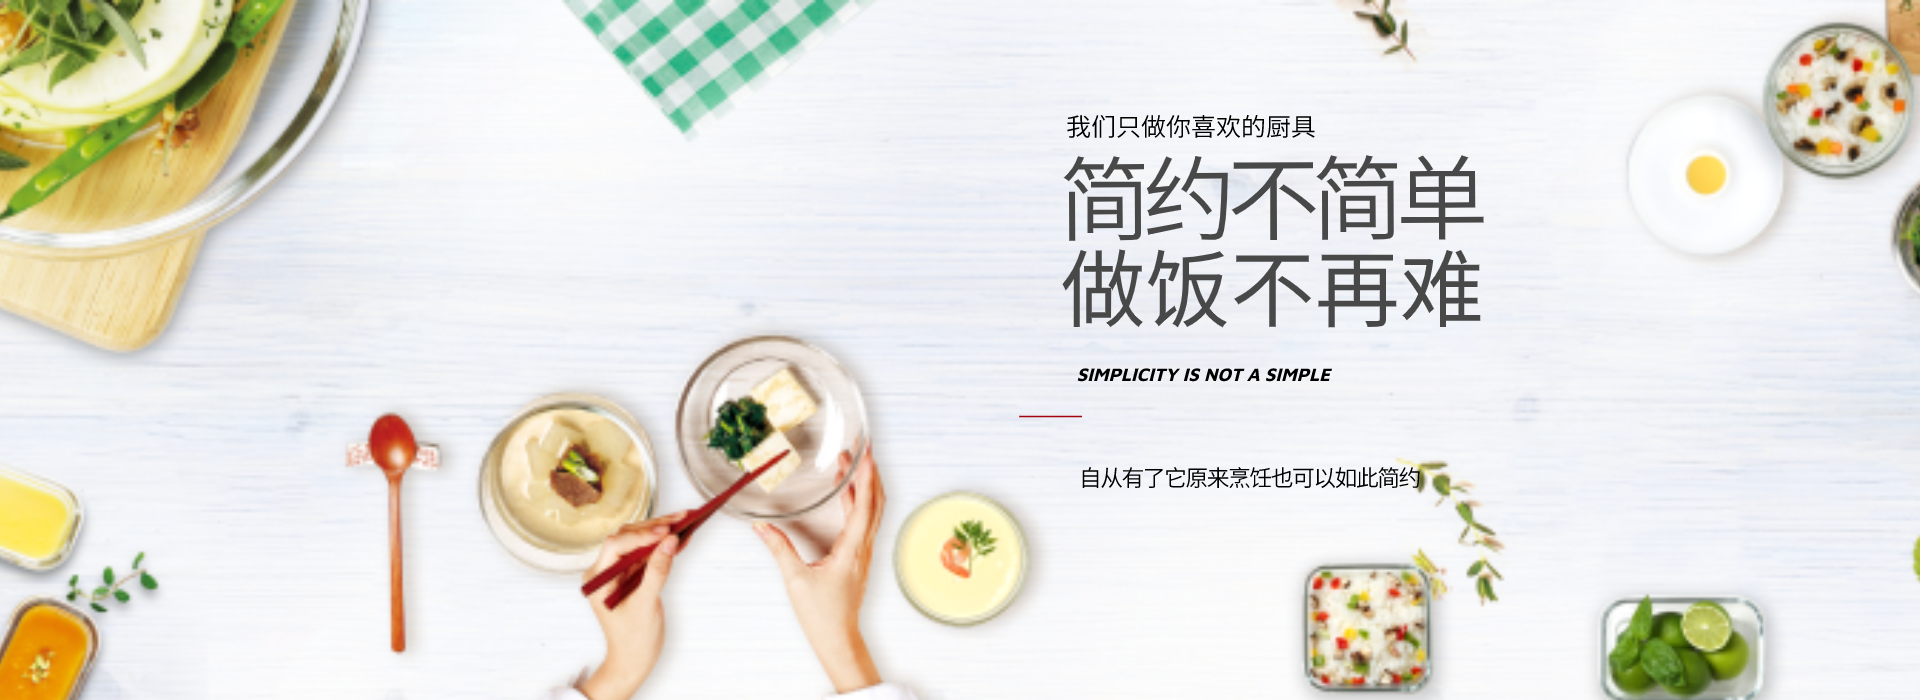 我们只做你喜欢的厨具
简约不简单
做饭不再难
SIMPLICITY IS NOT A SIMPLE
自从有了它原来烹饪也可以如此简约